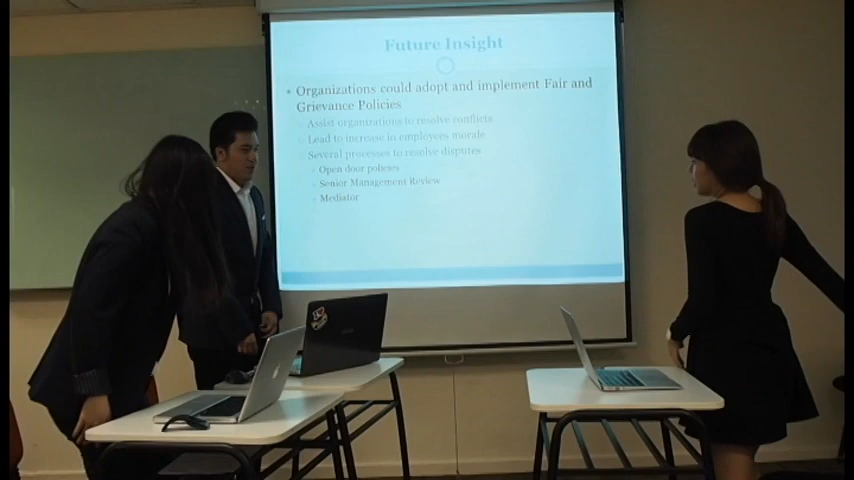 Future Insight
Organizations could adopt and implement Fair and
Grievance Policies
Assist organizations to resolve conflicts
Lead to increase in employees morale
Several processes to resolve disputes
Open door policies
Senior Management Review
Mediator